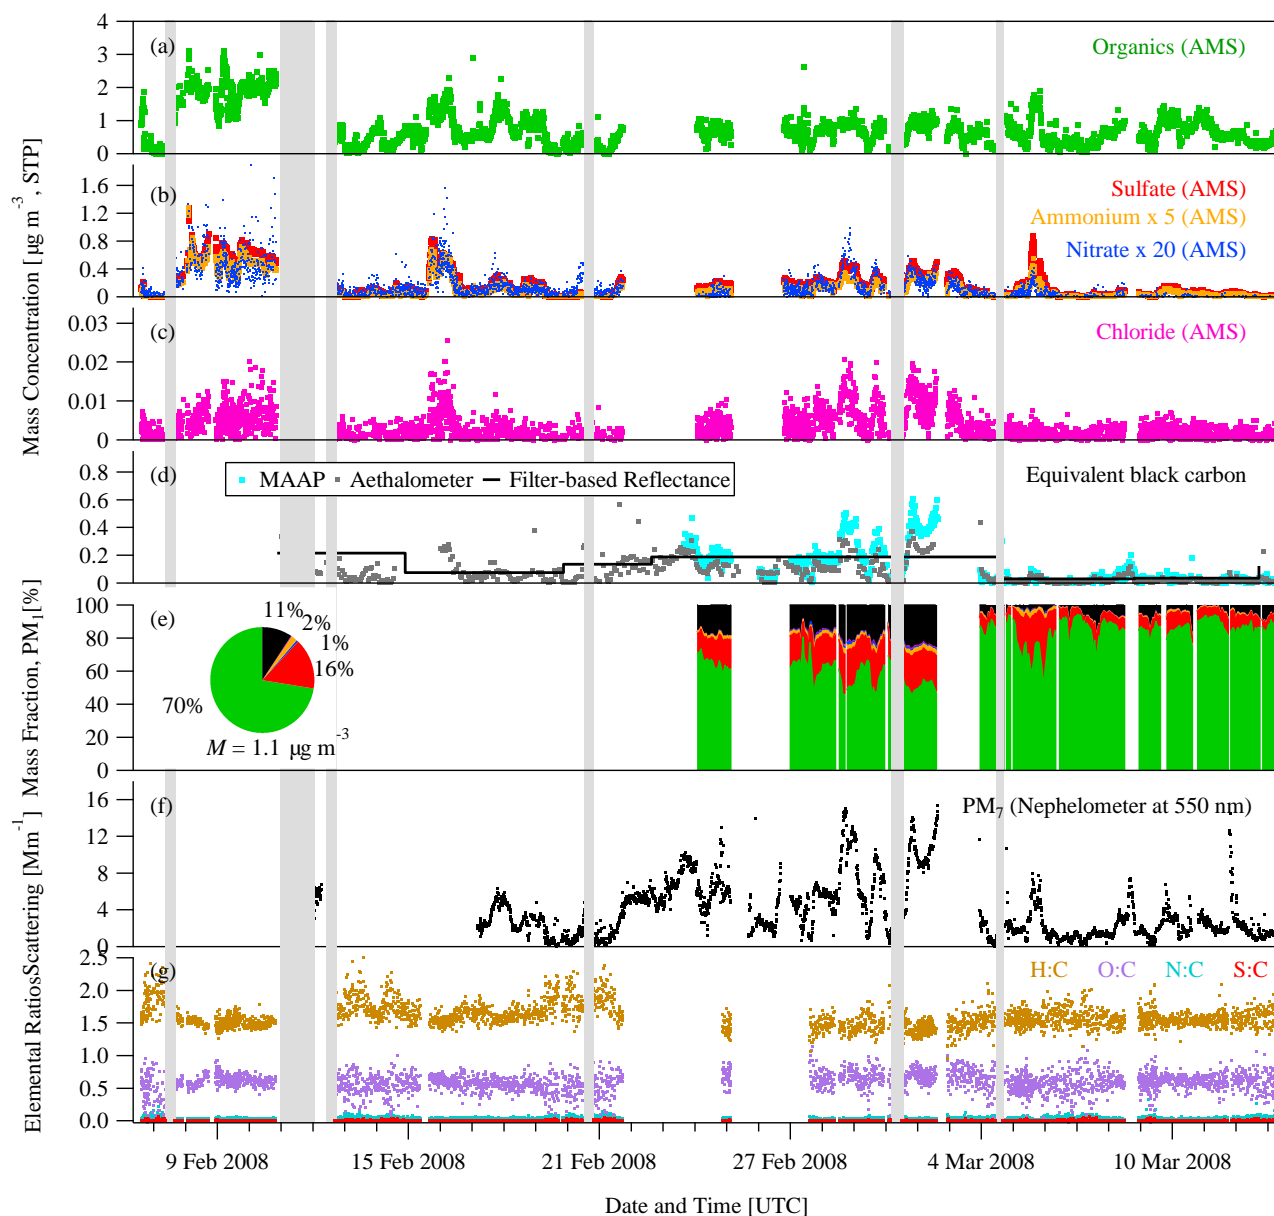 4
3
2
1
0
(a)
Organics (AMS)
1.6
1.2
0.8
0.4
0
(b)
Sulfate (AMS)
Ammonium x 5 (AMS)
Nitrate x 20 (AMS)
Mass Concentration [µg m⁻³, STP]
0.03
0.02
0.01
0
(c)
Chloride (AMS)
0.8
0.6
0.4
0.2
0
(d)
MAAP Aethalometer Filter-based Reflectance
Equivalent black carbon
Mass Fraction, PM₁[%]
100
80
60
40
20
0
(e)
11%
2%
1%
16%
70%
M = 1.1 µg m⁻³
Scattering [Mm⁻¹]
16
12
8
4
0
(f)
PM₇ (Nephelometer at 550 nm)
Elemental Ratios
2.5
2.0
1.5
1.0
0.5
0.0
(g)
H:C O:C N:C S:C
9 Feb 2008 15 Feb 2008 21 Feb 2008 27 Feb 2008 4 Mar 2008 10 Mar 2008
Date and Time [UTC]